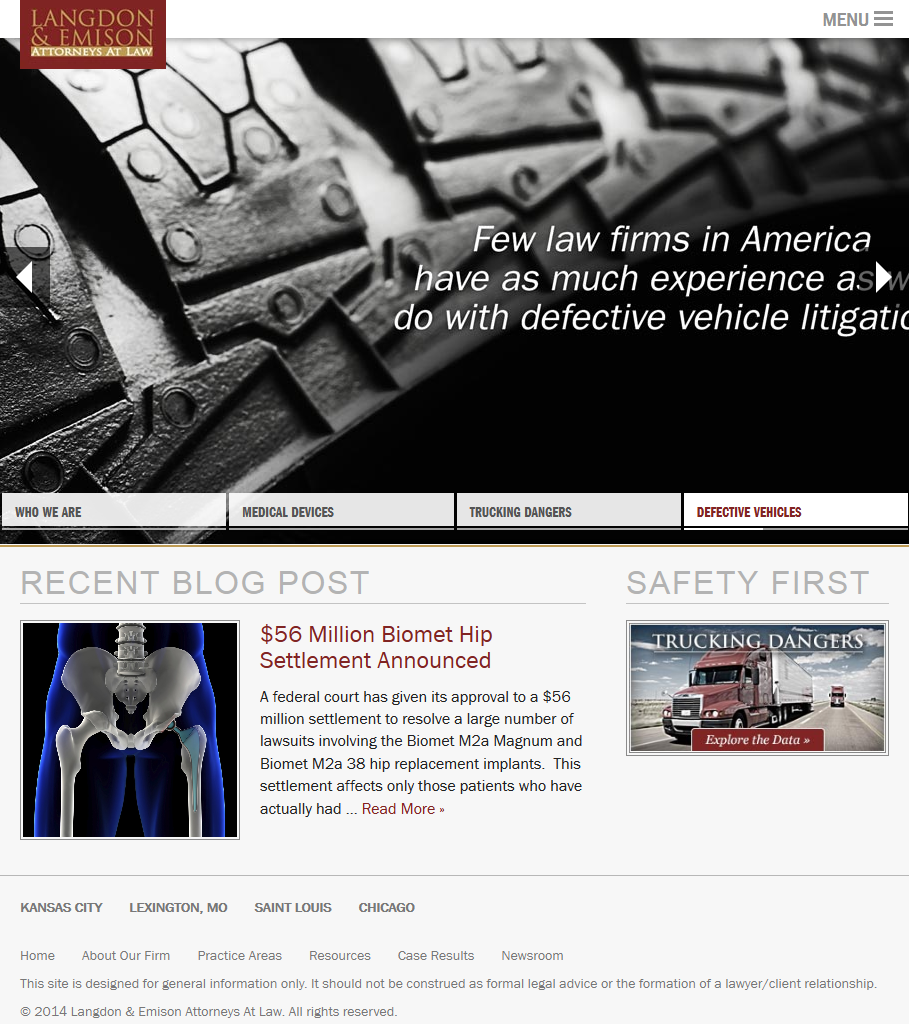 LANGDON
& EMISON
ATTORNEYS AT LAW
MENU
Few law firms in America
have as much experience as w
do with defective vehicle litigatio
WHO WE ARE
MEDICAL DEVICES
TRUCKING DANGERS
DEFECTIVE VEHICLES
RECENT BLOG POST
$56 Million Biomet Hip
Settlement Announced
A federal court has given its approval to a $56
million settlement to resolve a large number of
lawsuits involving the Biomet M2a Magnum and
Biomet M2a 38 hip replacement implants.  This
settlement affects only those patients who have
actually had ... Read More »
SAFETY FIRST
TRUCKING DANGERS
Explore the Data »
KANSAS CITY LEXINGTON, MO SAINT LOUIS CHICAGO
Home About Our Firm Practice Areas Resources Case Results Newsroom
This site is designed for general information only. It should not be construed as formal legal advice or the formation of a lawyer/client relationship.
© 2014 Langdon & Emison Attorneys At Law. All rights reserved.